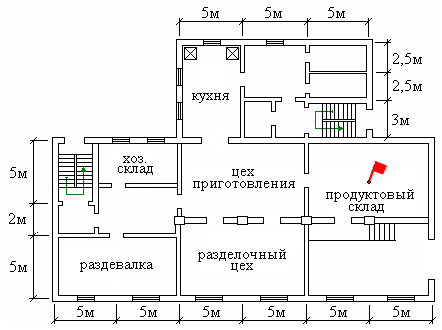 5м 5м 5м
2,5м
2,5м
3м
кухня
хоз.
склад
цех
приготовления
продуктовый
склад
5м
2м
5м
раздевалка
разделочный
цех
5м 5м 5м 5м 5м 5м